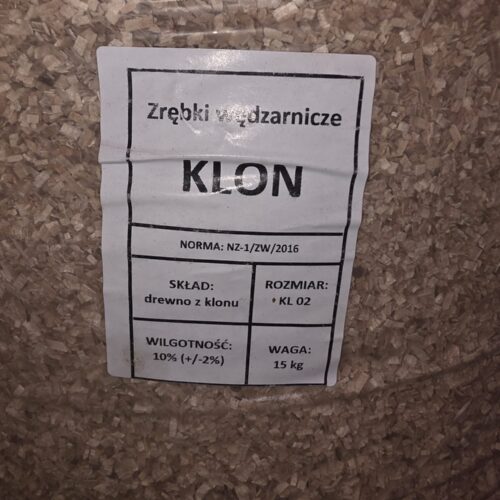 Zrębki wędzarnicze
KLON
NORMA: NZ-1/ZW/2016
SKŁAD:
drewno z klonu
ROZMIAR:
KL 02
WILGOTNOŚĆ:
10% (+/-2%)
WAGA:
15 kg